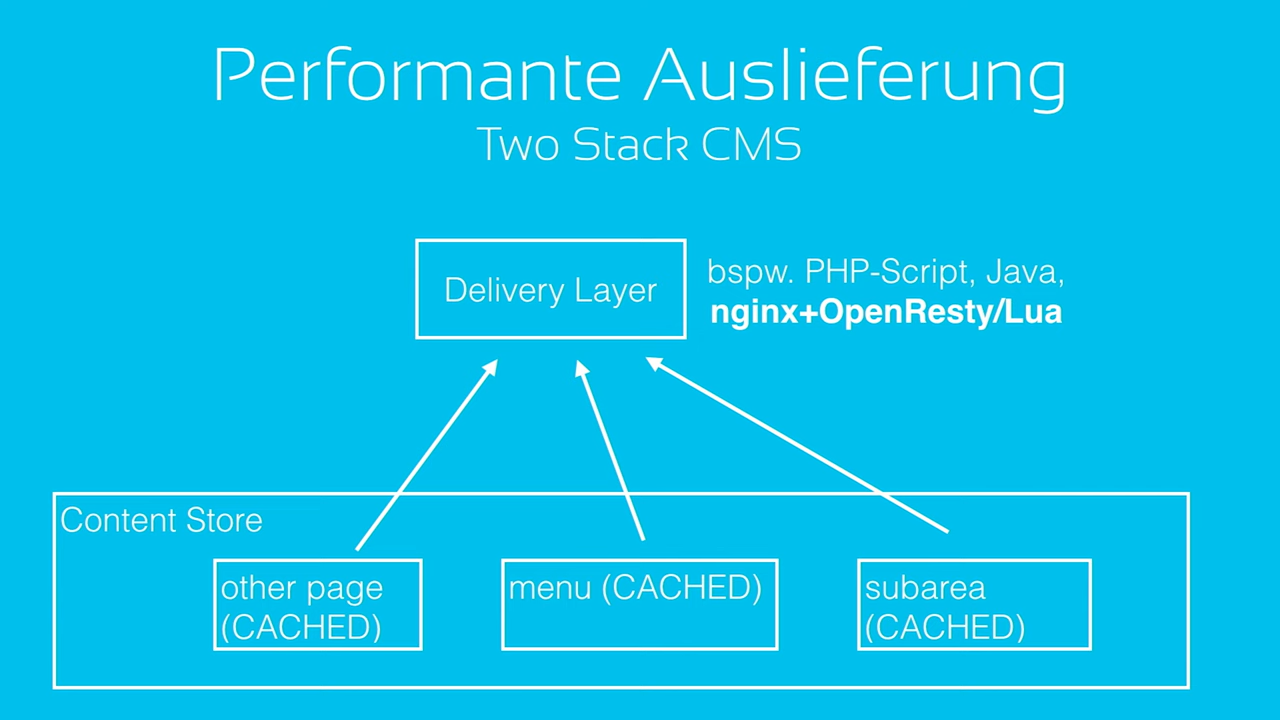 Performante Auslieferung
Two Stack CMS
Delivery Layer
bspw. PHP-Script, Java,
nginx+OpenResty/Lua
Content Store
other page
(CACHED)
menu (CACHED)
subarea
(CACHED)